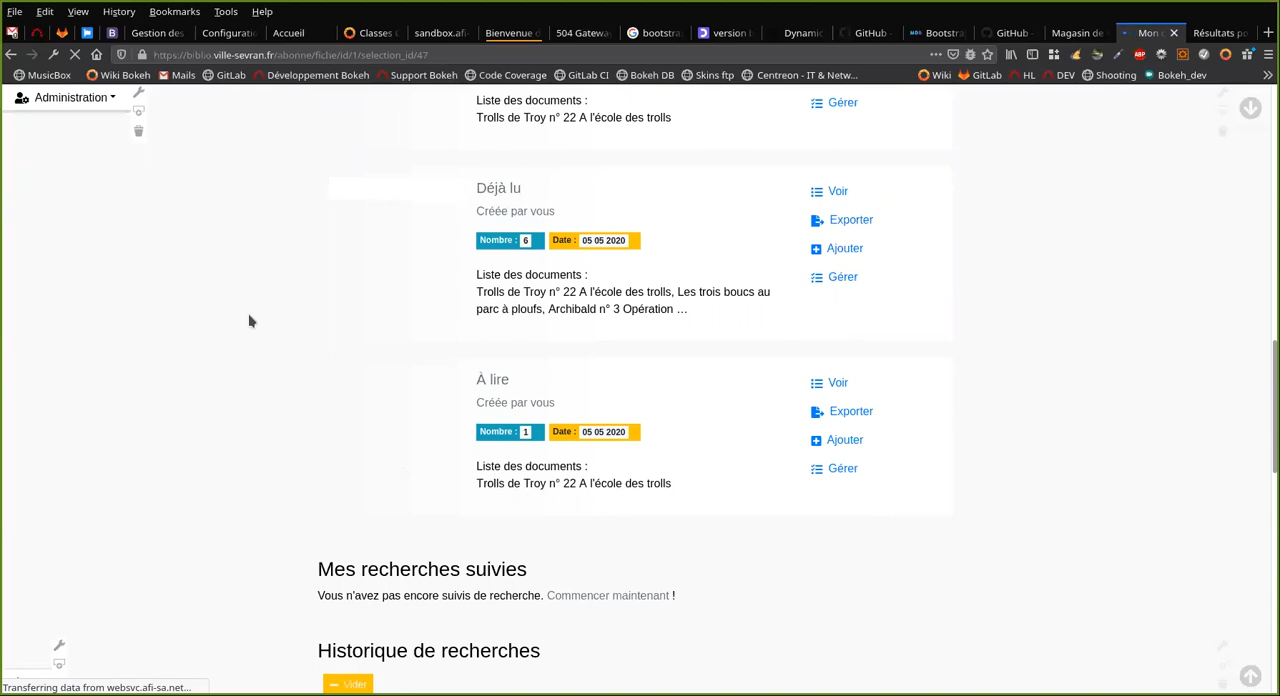 File Edit View History Bookmarks Tools Help
Gestion des Configuratio Accueil Classes C sandbox.afi- Bienvenue d 504 Gatewa bootstra version b Dynamic GitHub - Bootstra GitHub - Magasin de Mon c Résultats po
https://biblio.ville-sevran.fr/abonne/fiche/id/1/selection_id/47
MusicBox Wiki Bokeh Mails GitLab Développement Bokeh Support Bokeh Code Coverage GitLab CI Bokeh DB Skins ftp Centreon - IT & Netw... Wiki GitLab HL DEV Shooting Bokeh_dev
Administration
Liste des documents :
Trolls de Troy n° 22 A l'école des trolls
Gérer
Déjà lu
Créée par vous
Nombre : 6 Date : 05 05 2020
Liste des documents :
Trolls de Troy n° 22 A l'école des trolls, Les trois boucs au
parc à ploufs, Archibald n° 3 Opération ...
Voir
Exporter
Ajouter
Gérer
À lire
Créée par vous
Nombre : 1 Date : 05 05 2020
Liste des documents :
Trolls de Troy n° 22 A l'école des trolls
Voir
Exporter
Ajouter
Gérer
Mes recherches suivies
Vous n'avez pas encore suivis de recherche. Commencer maintenant !
Historique de recherches
Vider
Transferring data from websvc.afi-sa.net...